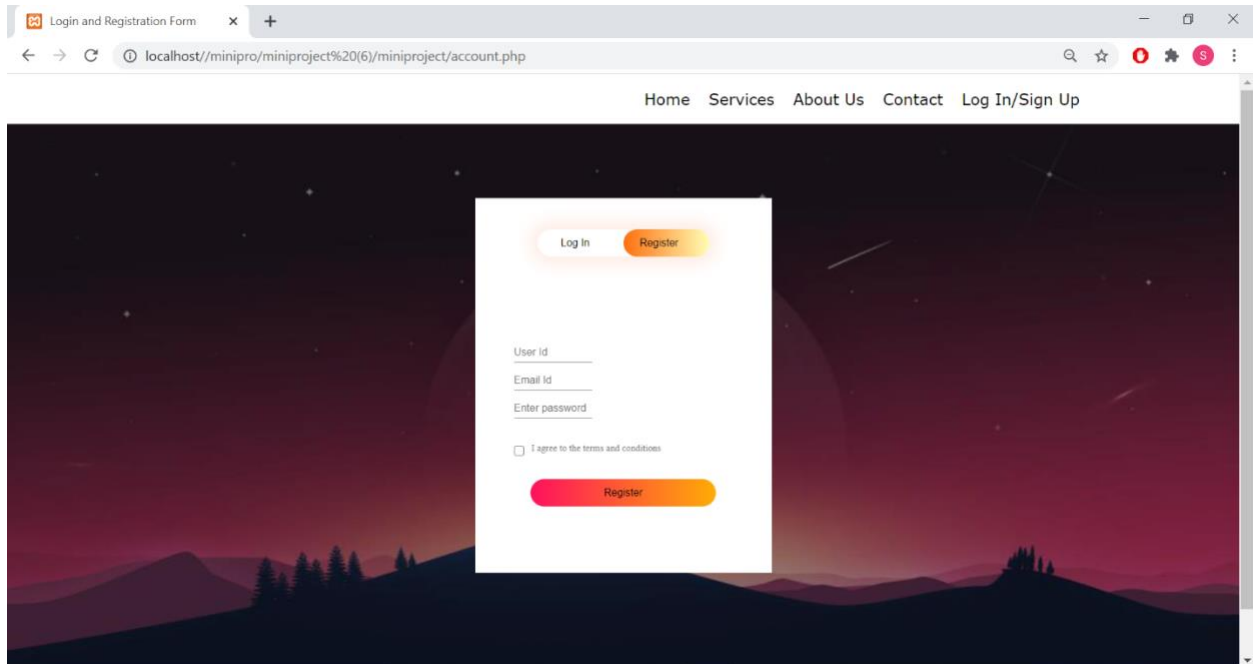 Login and Registration Form
localhost//minipro/miniproject%20(6)/miniproject/account.php
S
Home Services About Us Contact Log In/Sign Up
Log In Register
User Id
Email Id
Enter password
I agree to the terms and conditions
Register